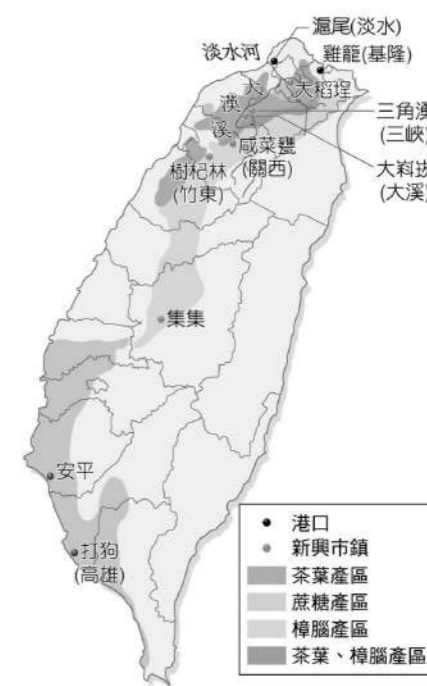 滬尾(淡水)
淡水河
雞籠(基隆)
大稻埕
大
漢
溪
三角湧
(三峽)
咸菜甕
(關西)
大嵙崁
(大溪)
樹杞林
(竹東)
集集
安平
打狗
(高雄)
港口
新興市鎮
茶葉產區
蔗糖產區
樟腦產區
茶葉、樟腦產區